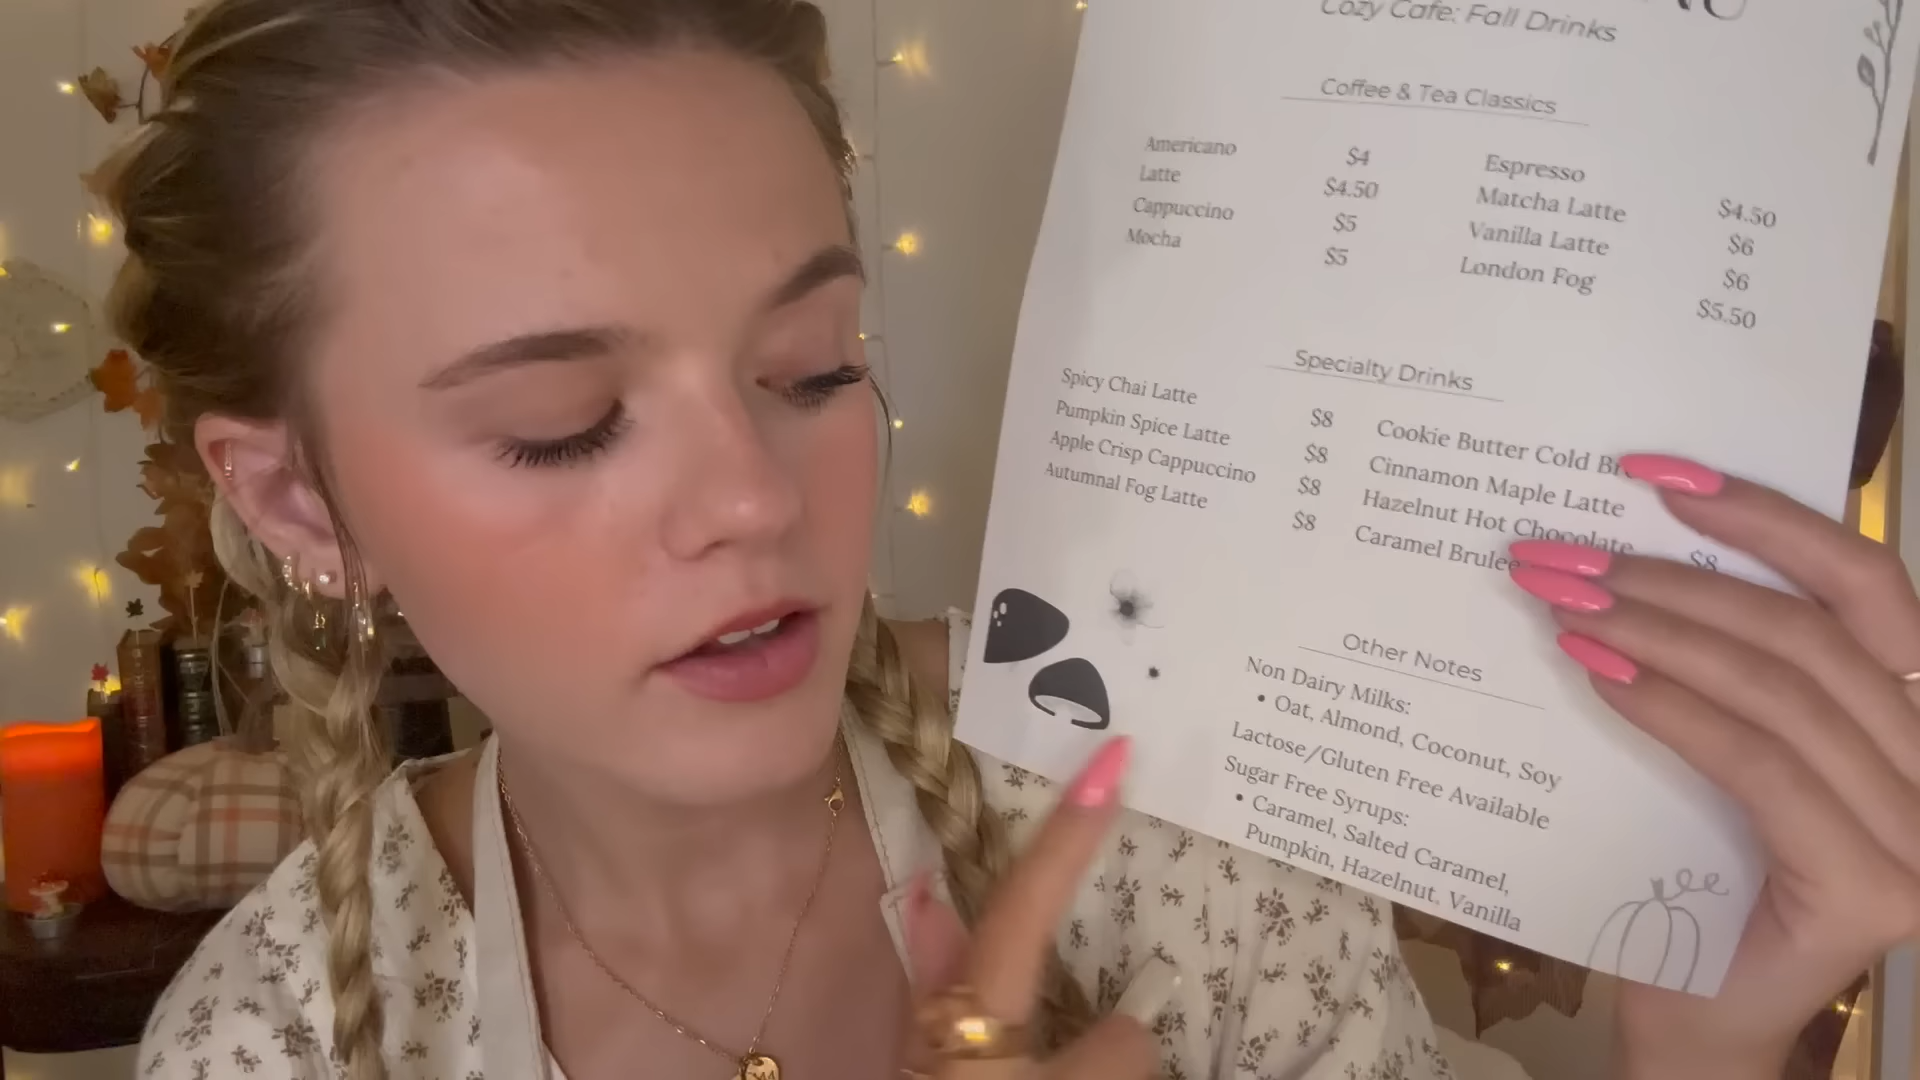 Cozy Cafe: Fall Drinks
Coffee & Tea Classics
Americano $4
Latte $4.50
Cappuccino $5
Mocha $5
Espresso $4.50
Matcha Latte $6
Vanilla Latte $6
London Fog $5.50
Specialty Drinks
Spicy Chai Latte $8
Pumpkin Spice Latte $8
Apple Crisp Cappuccino $8
Autumnal Fog Latte $8
Cookie Butter Cold
Cinnamon Maple Latte
Hazelnut Hot Chocolate
Caramel Brulee $8
Other Notes
Non Dairy Milks:
• Oat, Almond, Coconut, Soy
Lactose/Gluten Free Available
Sugar Free Syrups:
• Caramel, Salted Caramel,
Pumpkin, Hazelnut. Vanilla